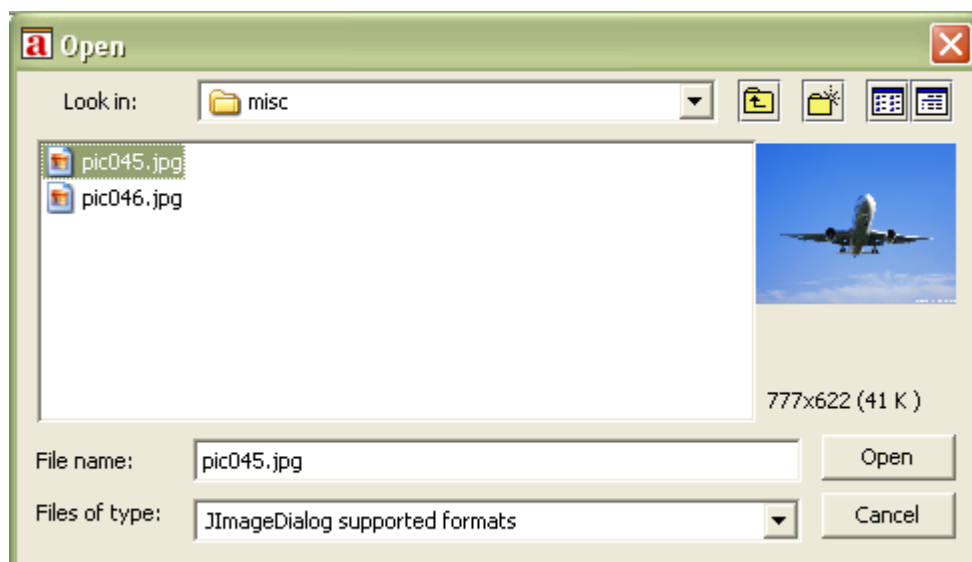 a Open
Look in: misc
pic045.jpg
pic046.jpg
777x622 (41 K )
File name: pic045.jpg Open
Files of type: JImageDialog supported formats Cancel